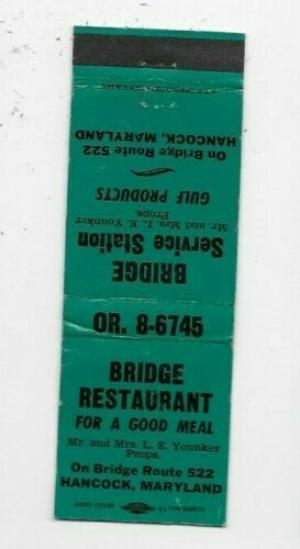 BRIDGE
Service Station
Mr. and Mrs. L. E. Younker
Props.
GULF PRODUCTS
On Bridge Route 522
HANCOCK, MARYLAND
OR. 8-6745
BRIDGE
RESTAURANT
FOR A GOOD MEAL
Mr. and Mrs. L. E. Younker
Props.
On Bridge Route 522
HANCOCK, MARYLAND